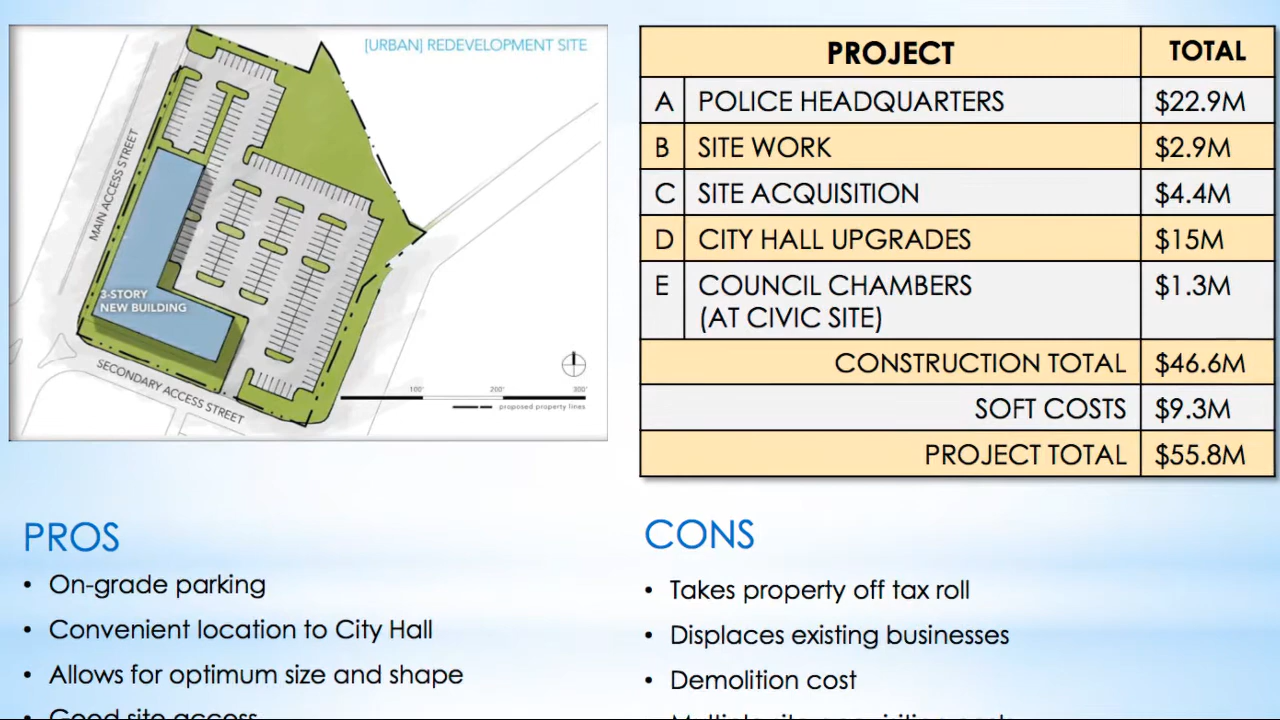 [URBAN] REDEVELOPMENT SITE
MAIN ACCESS STREET
3-STORY
NEW BUILDING
SECONDARY ACCESS STREET
100' 200' 300'
proposed property lines
PROJECT TOTAL
A POLICE HEADQUARTERS $22.9M
B SITE WORK $2.9M
C SITE ACQUISITION $4.4M
D CITY HALL UPGRADES $15M
E COUNCIL CHAMBERS $1.3M
(AT CIVIC SITE)
CONSTRUCTION TOTAL $46.6M
SOFT COSTS $9.3M
PROJECT TOTAL $55.8M
PROS
• On-grade parking
• Convenient location to City Hall
• Allows for optimum size and shape
• Good site access
CONS
• Takes property off tax roll
• Displaces existing businesses
• Demolition cost